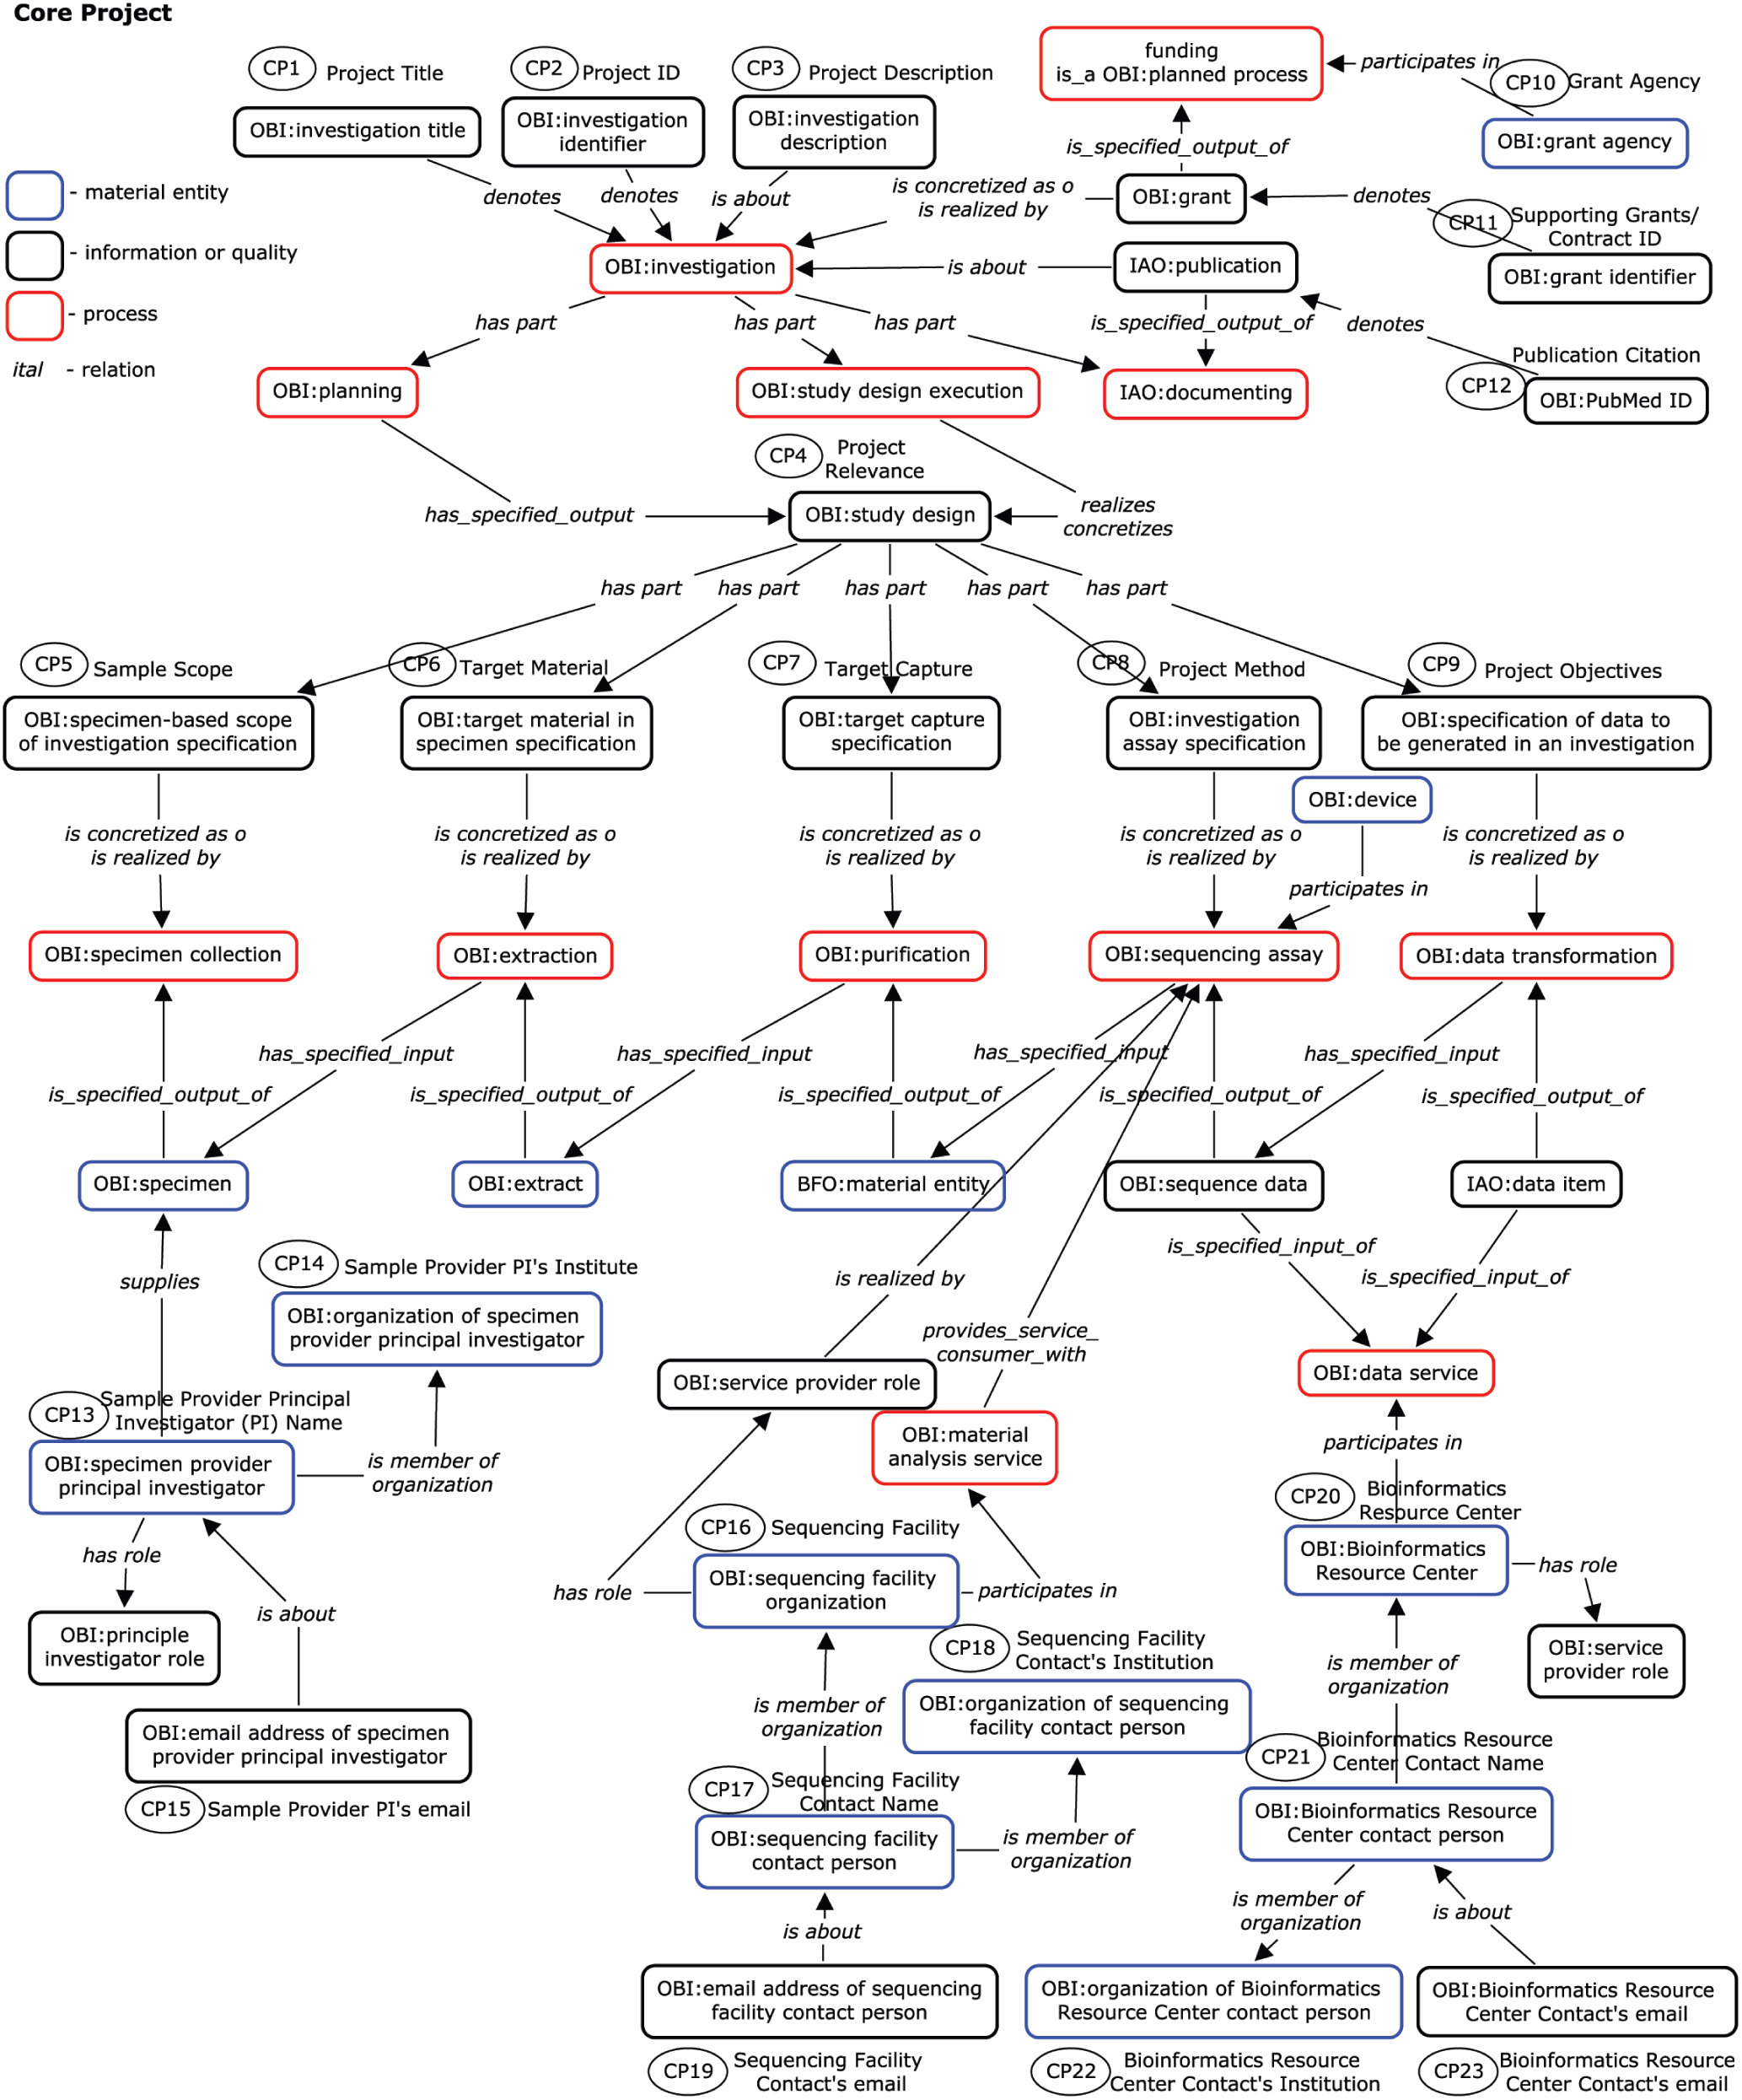 Core Project
CP1
Project Title
CP2
Project ID
CP3
Project Description
OBI:investigation title
OBI:investigation
identifier
OBI:investigation
description
funding
is_a OBI:planned process
participates in
CP10
Grant Agency
OBI:grant agency
is_specified_output_of
- material entity
- information or quality
- process
ital - relation
denotes
denotes
is about
is concretized as o
is realized by
OBI:grant
denotes
CP11
Supporting Grants/
Contract ID
OBI:grant identifier
OBI:investigation
is about
IAO:publication
has part
has part
has part
is_specified_output_of
denotes
Publication Citation
CP12
OBI:PubMed ID
OBI:planning
OBI:study design execution
IAO:documenting
CP4
Project
Relevance
has_specified_output
OBI:study design
realizes
concretizes
has part
has part
has part
has part
has part
CP5
Sample Scope
CP6
Target Material
CP7
Target Capture
CP8
Project Method
CP9
Project Objectives
OBI:specimen-based scope
of investigation specification
OBI:target material in
specimen specification
OBI:target capture
specification
OBI:investigation
assay specification
OBI:specification of data to
be generated in an investigation
OBI:device
is concretized as o
is realized by
is concretized as o
is realized by
is concretized as o
is realized by
is concretized as o
is realized by
is concretized as o
is realized by
participates in
OBI:specimen collection
OBI:extraction
OBI:purification
OBI:sequencing assay
OBI:data transformation
has_specified_input
has_specified_input
has_specified_input
has_specified_input
is_specified_output_of
is_specified_output_of
is_specified_output_of
is_specified_output_of
is_specified_output_of
OBI:specimen
OBI:extract
BFO:material entity
OBI:sequence data
IAO:data item
supplies
CP14
Sample Provider PI's Institute
OBI:organization of specimen
provider principal investigator
is realized by
provides_service_
consumer_with
is_specified_input_of
is_specified_input_of
OBI:service provider role
OBI:data service
CP13
Sample Provider Principal
Investigator (PI) Name
OBI:specimen provider
principal investigator
is member of
organization
OBI:material
analysis service
participates in
CP20
Bioinformatics
Resource Center
OBI:Bioinformatics
Resource Center
has role
OBI:service
provider role
CP16
Sequencing Facility
has role
OBI:sequencing facility
organization
participates in
has role
is about
OBI:principle
investigator role
OBI:email address of specimen
provider principal investigator
CP15
Sample Provider PI's email
CP18
Sequencing Facility
Contact's Institution
OBI:organization of sequencing
facility contact person
is member of
organization
is member of
organization
CP17
Sequencing Facility
Contact Name
OBI:sequencing facility
contact person
is member of
organization
CP21
Bioinformatics Resource
Center Contact Name
OBI:Bioinformatics Resource
Center contact person
is about
is member of
organization
is about
OBI:email address of sequencing
facility contact person
OBI:organization of Bioinformatics
Resource Center contact person
OBI:Bioinformatics Resource
Center Contact's email
CP19
Sequencing Facility
Contact's email
CP22
Bioinformatics Resource
Center Contact's Institution
CP23
Bioinformatics Resource
Center Contact's email